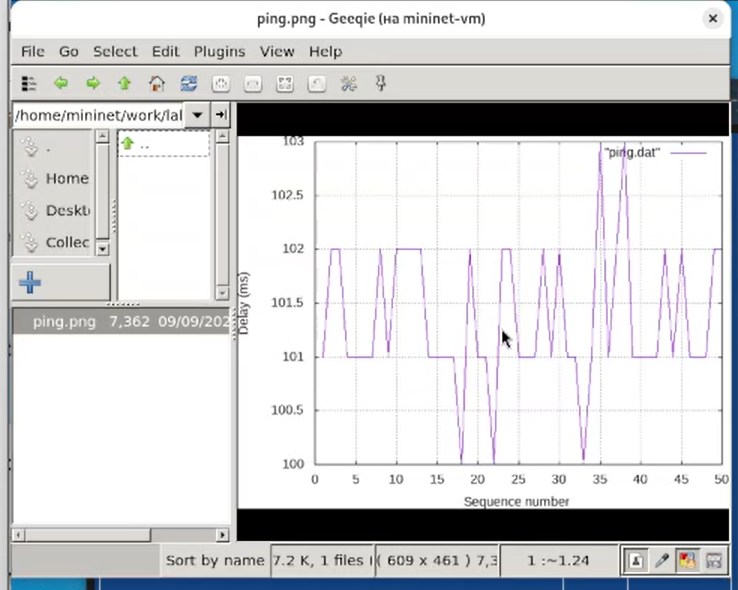 ping.png - Geeqie (на mininet-vm)
File Go Select Edit Plugins View Help
/home/mininet/work/lal
.
..
Home
Deskt
Collec
ping.png 7,362 09/09/202
103
102.5
102
101.5
101
100.5
100
"ping.dat"
Delay (ms)
0 5 10 15 20 25 30 35 40 45 50
Sequence number
Sort by name 7.2 K, 1 files ( 609 x 461 ) 7,3 1 :~1.24